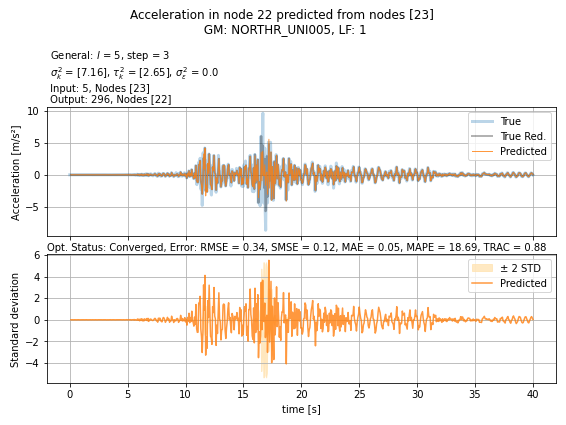 Acceleration in node 22 predicted from nodes [23]
GM: NORTHR_UNI005, LF: 1
General: l = 5, step = 3
σ²ₖ = [7.16], τ²ₖ = [2.65], σ²ε = 0.0
Input: 5, Nodes [23]
Output: 296, Nodes [22]
Acceleration [m/s²]
10
5
0
−5
True
True Red.
Predicted
Opt. Status: Converged, Error: RMSE = 0.34, SMSE = 0.12, MAE = 0.05, MAPE = 18.69, TRAC = 0.88
Standard deviation
6
4
2
0
−2
−4
± 2 STD
Predicted
0 5 10 15 20 25 30 35 40
time [s]